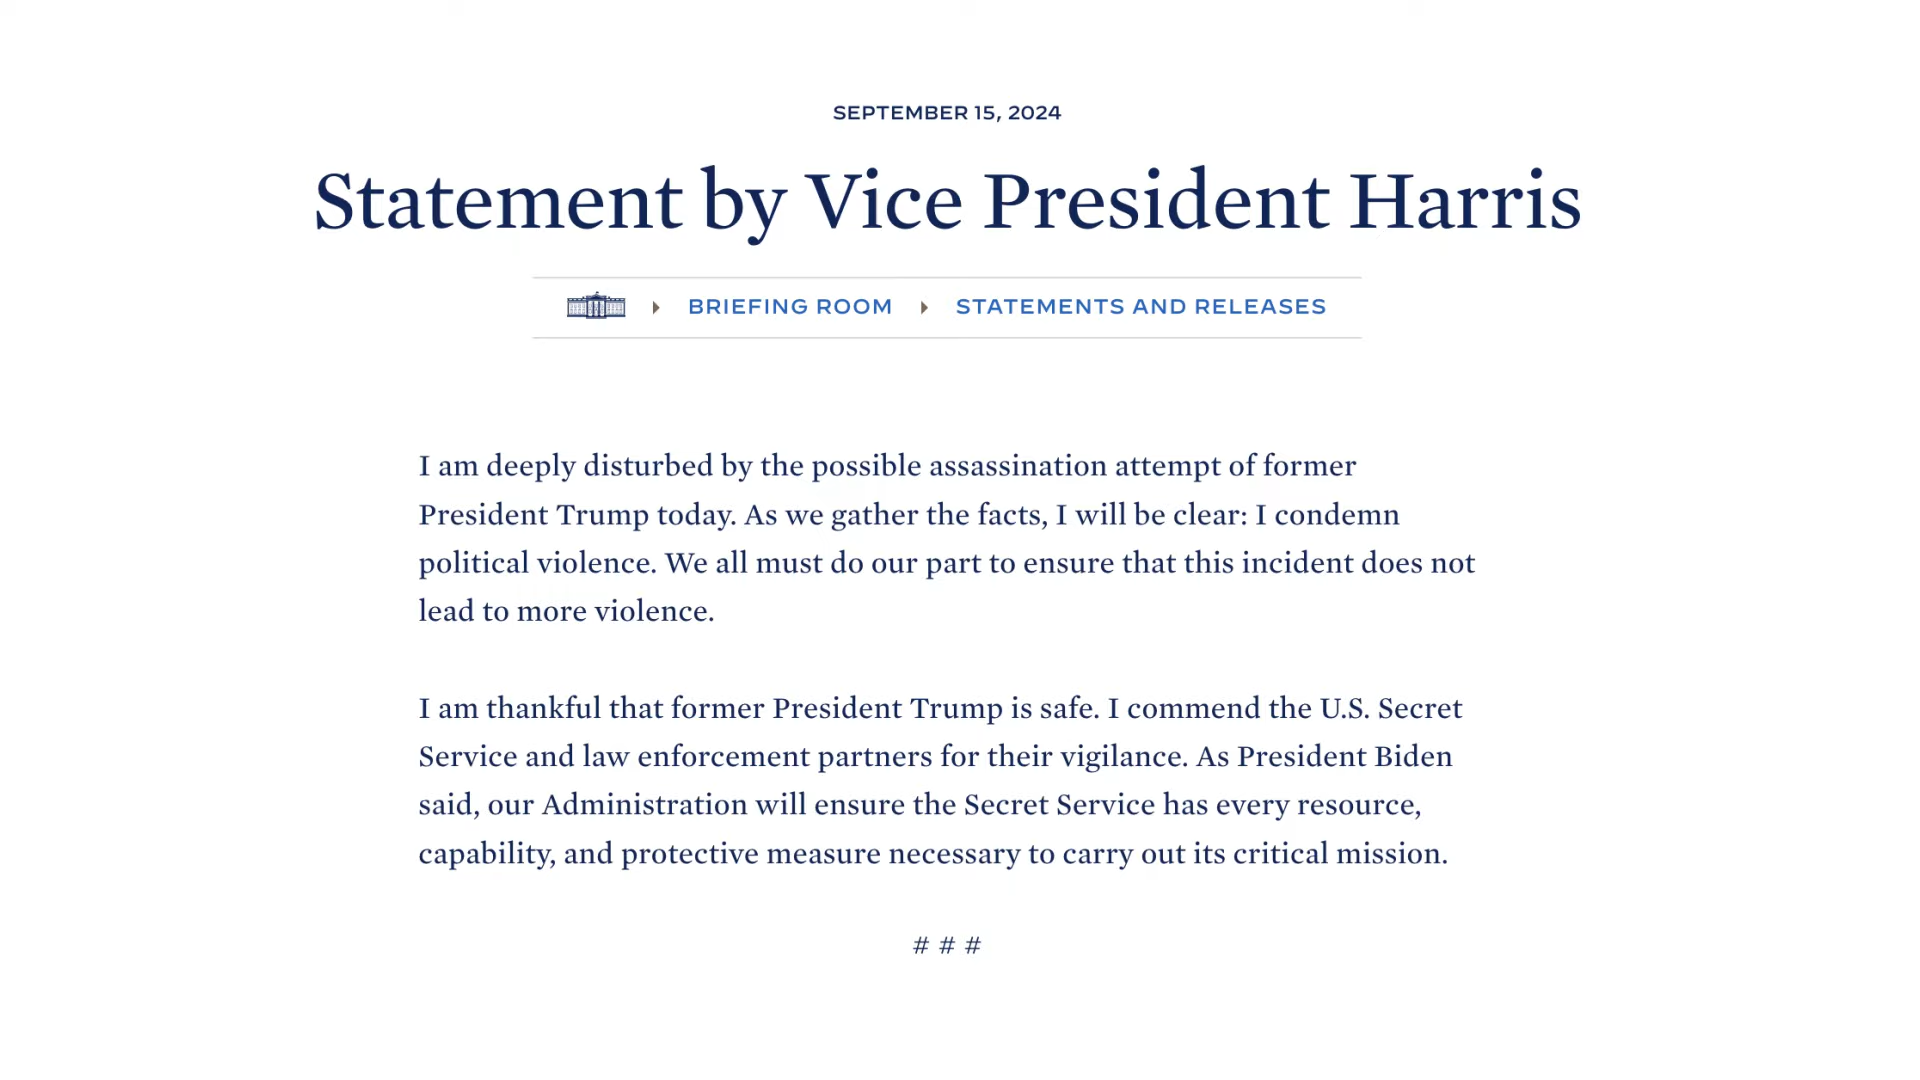 SEPTEMBER 15, 2024
Statement by Vice President Harris
BRIEFING ROOM STATEMENTS AND RELEASES
I am deeply disturbed by the possible assassination attempt of former
President Trump today. As we gather the facts, I will be clear: I condemn
political violence. We all must do our part to ensure that this incident does not
lead to more violence.
I am thankful that former President Trump is safe. I commend the U.S. Secret
Service and law enforcement partners for their vigilance. As President Biden
said, our Administration will ensure the Secret Service has every resource,
capability, and protective measure necessary to carry out its critical mission.
# # #